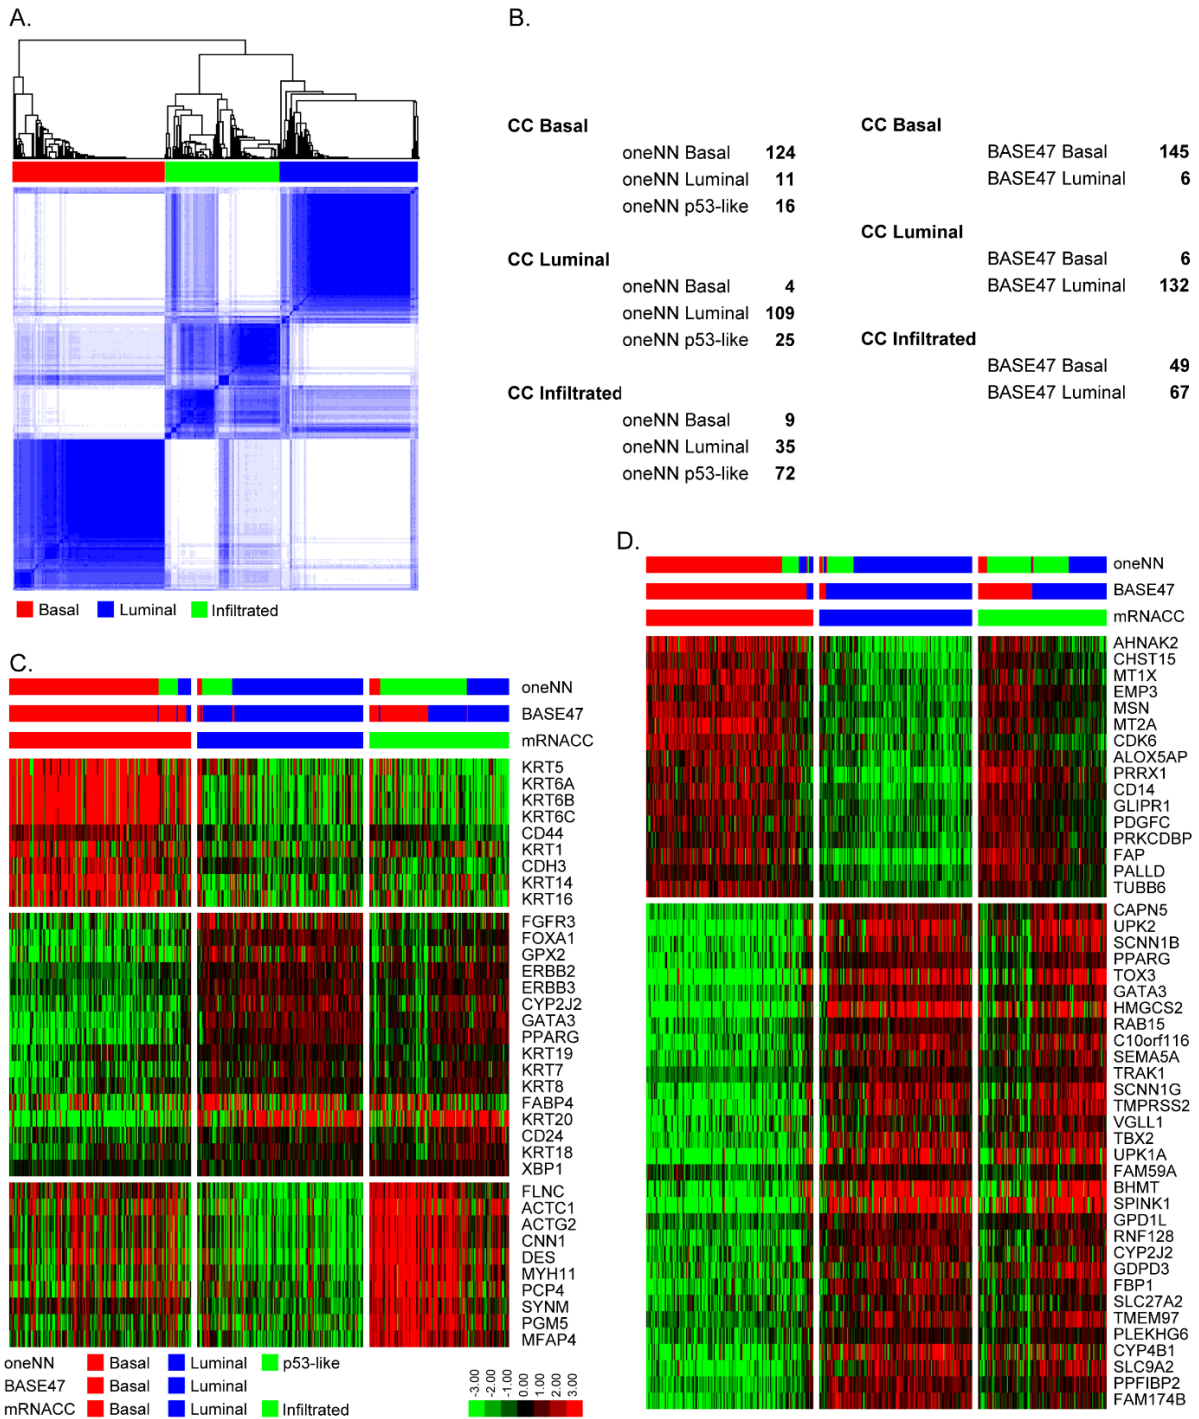 A.
Basal Luminal Infiltrated
B.
CC Basal
oneNN Basal 124
oneNN Luminal 11
oneNN p53-like 16
CC Luminal
oneNN Basal 4
oneNN Luminal 109
oneNN p53-like 25
CC Infiltrated
oneNN Basal 9
oneNN Luminal 35
oneNN p53-like 72
CC Basal
BASE47 Basal 145
BASE47 Luminal 6
CC Luminal
BASE47 Basal 6
BASE47 Luminal 132
CC Infiltrated
BASE47 Basal 49
BASE47 Luminal 67
C.
oneNN
BASE47
mRNACC
KRT5
KRT6A
KRT6B
KRT6C
CD44
KRT1
CDH3
KRT14
KRT16
FGFR3
FOXA1
GPX2
ERBB2
ERBB3
CYP2J2
GATA3
PPARG
KRT19
KRT7
KRT8
FABP4
KRT20
CD24
KRT18
XBP1
FLNC
ACTC1
ACTG2
CNN1
DES
MYH11
PCP4
SYNM
PGM5
MFAP4
oneNN Basal Luminal p53-like
BASE47 Basal Luminal
mRNACC Basal Luminal Infiltrated
-3.00
-2.00
-1.00
0.00
1.00
2.00
3.00
D.
oneNN
BASE47
mRNACC
AHNAK2
CHST15
MT1X
EMP3
MSN
MT2A
CDK6
ALOX5AP
PRRX1
CD14
GLIPR1
PDGFC
PRKCDBP
FAP
PALLD
TUBB6
CAPN5
UPK2
SCNN1B
PPARG
TOX3
GATA3
HMGCS2
RAB15
C10orf116
SEMA5A
TRAK1
SCNN1G
TMPRSS2
VGLL1
TBX2
UPK1A
FAM59A
BHMT
SPINK1
GPD1L
RNF128
CYP2J2
GDPD3
FBP1
SLC27A2
TMEM97
PLEKHG6
CYP4B1
SLC9A2
PPFIBP2
FAM174B